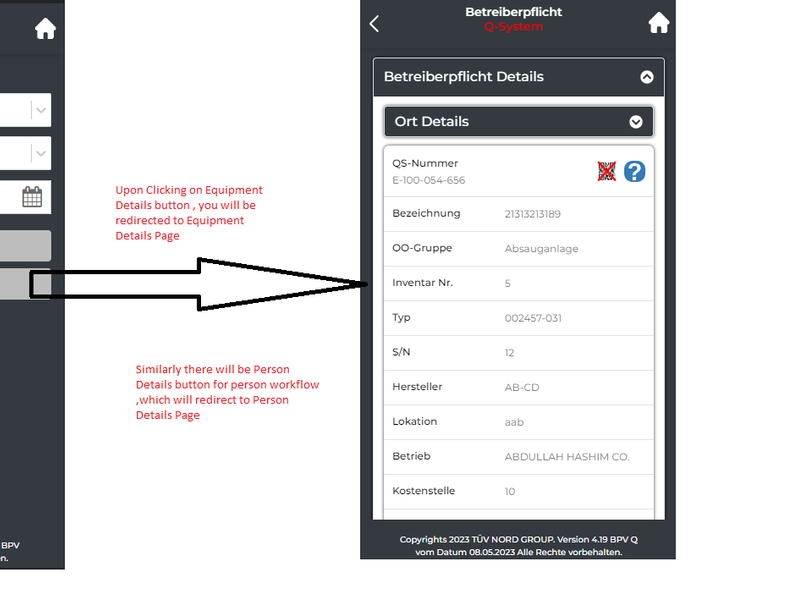 BPV
n.
Upon Clicking on Equipment
Details button , you will be
redirected to Equipment
Details Page
Similarly there will be Person
Details button for person workflow
,which will redirect to Person
Details Page
Betreiberpflicht
Q-System
Betreiberpflicht Details
Ort Details
QS-Nummer
E-100-054-656
?
Bezeichnung 21313213189
OO-Gruppe Absauganlage
Inventar Nr. 5
Typ 002457-031
S/N 12
Hersteller AB-CD
Lokation aab
Betrieb ABDULLAH HASHIM CO.
Kostenstelle 10
Copyrights 2023 TÜV NORD GROUP. Version 4.19 BPV Q
vom Datum 08.05.2023 Alle Rechte vorbehalten.